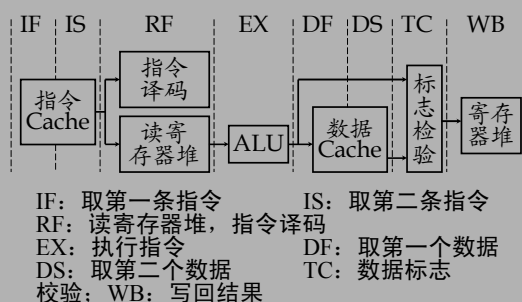 IF IS RF EX DF DS TC WB
指令
Cache
指令
译码
读寄
存器堆
ALU
数据
Cache
标
志
检
验
寄存
器堆
IF：取第一条指令 IS：取第二条指令
RF：读寄存器堆，指令译码
EX：执行指令 DF：取第一个数据
DS：取第二个数据 TC：数据标志
校验；WB：写回结果